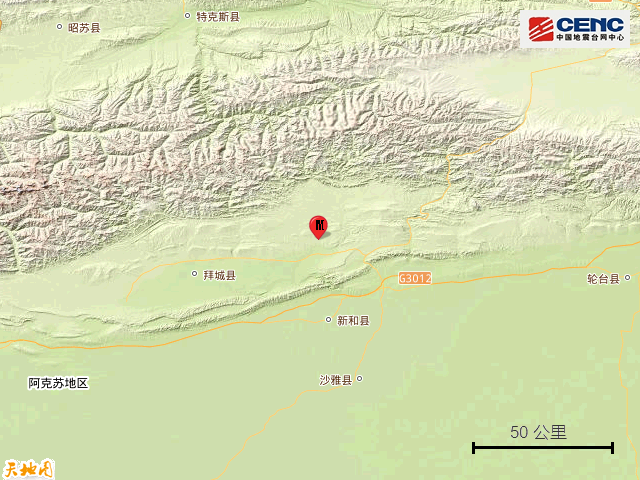 特克斯县
昭苏县
CENC
中国地震台网中心
拜城县
G3012
轮台县
新和县
沙雅县
阿克苏地区
50 公里
天地图